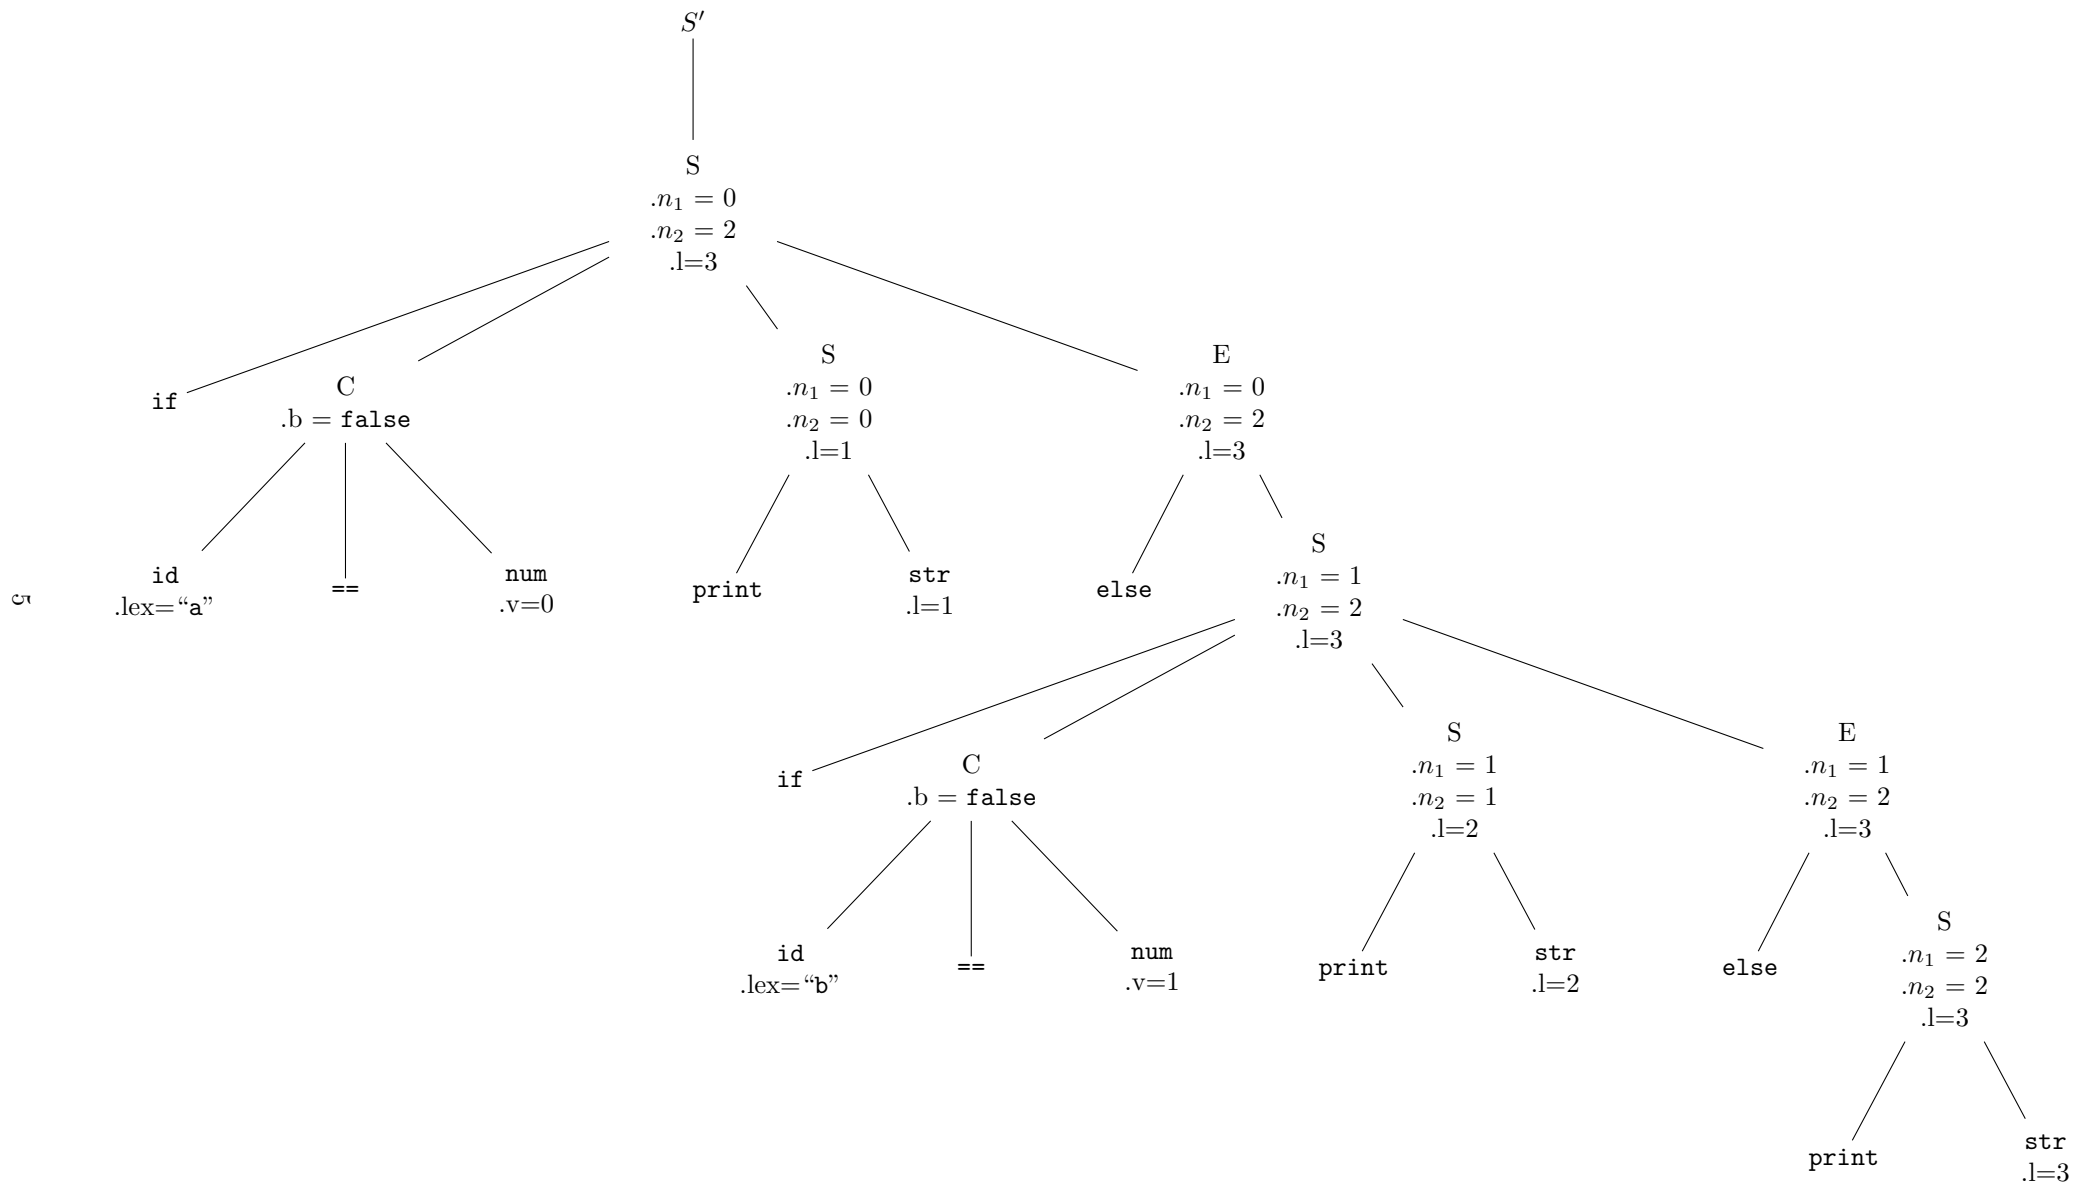 S′
S
.n₁ = 0
.n₂ = 2
.l=3
if
C
.b = false
S
.n₁ = 0
.n₂ = 0
.l=1
E
.n₁ = 0
.n₂ = 2
.l=3
id
.lex=“a”
==
num
.v=0
print
str
.l=1
else
S
.n₁ = 1
.n₂ = 2
.l=3
if
C
.b = false
S
.n₁ = 1
.n₂ = 1
.l=2
E
.n₁ = 1
.n₂ = 2
.l=3
id
.lex=“b”
==
num
.v=1
print
str
.l=2
else
S
.n₁ = 2
.n₂ = 2
.l=3
print
str
.l=3
5